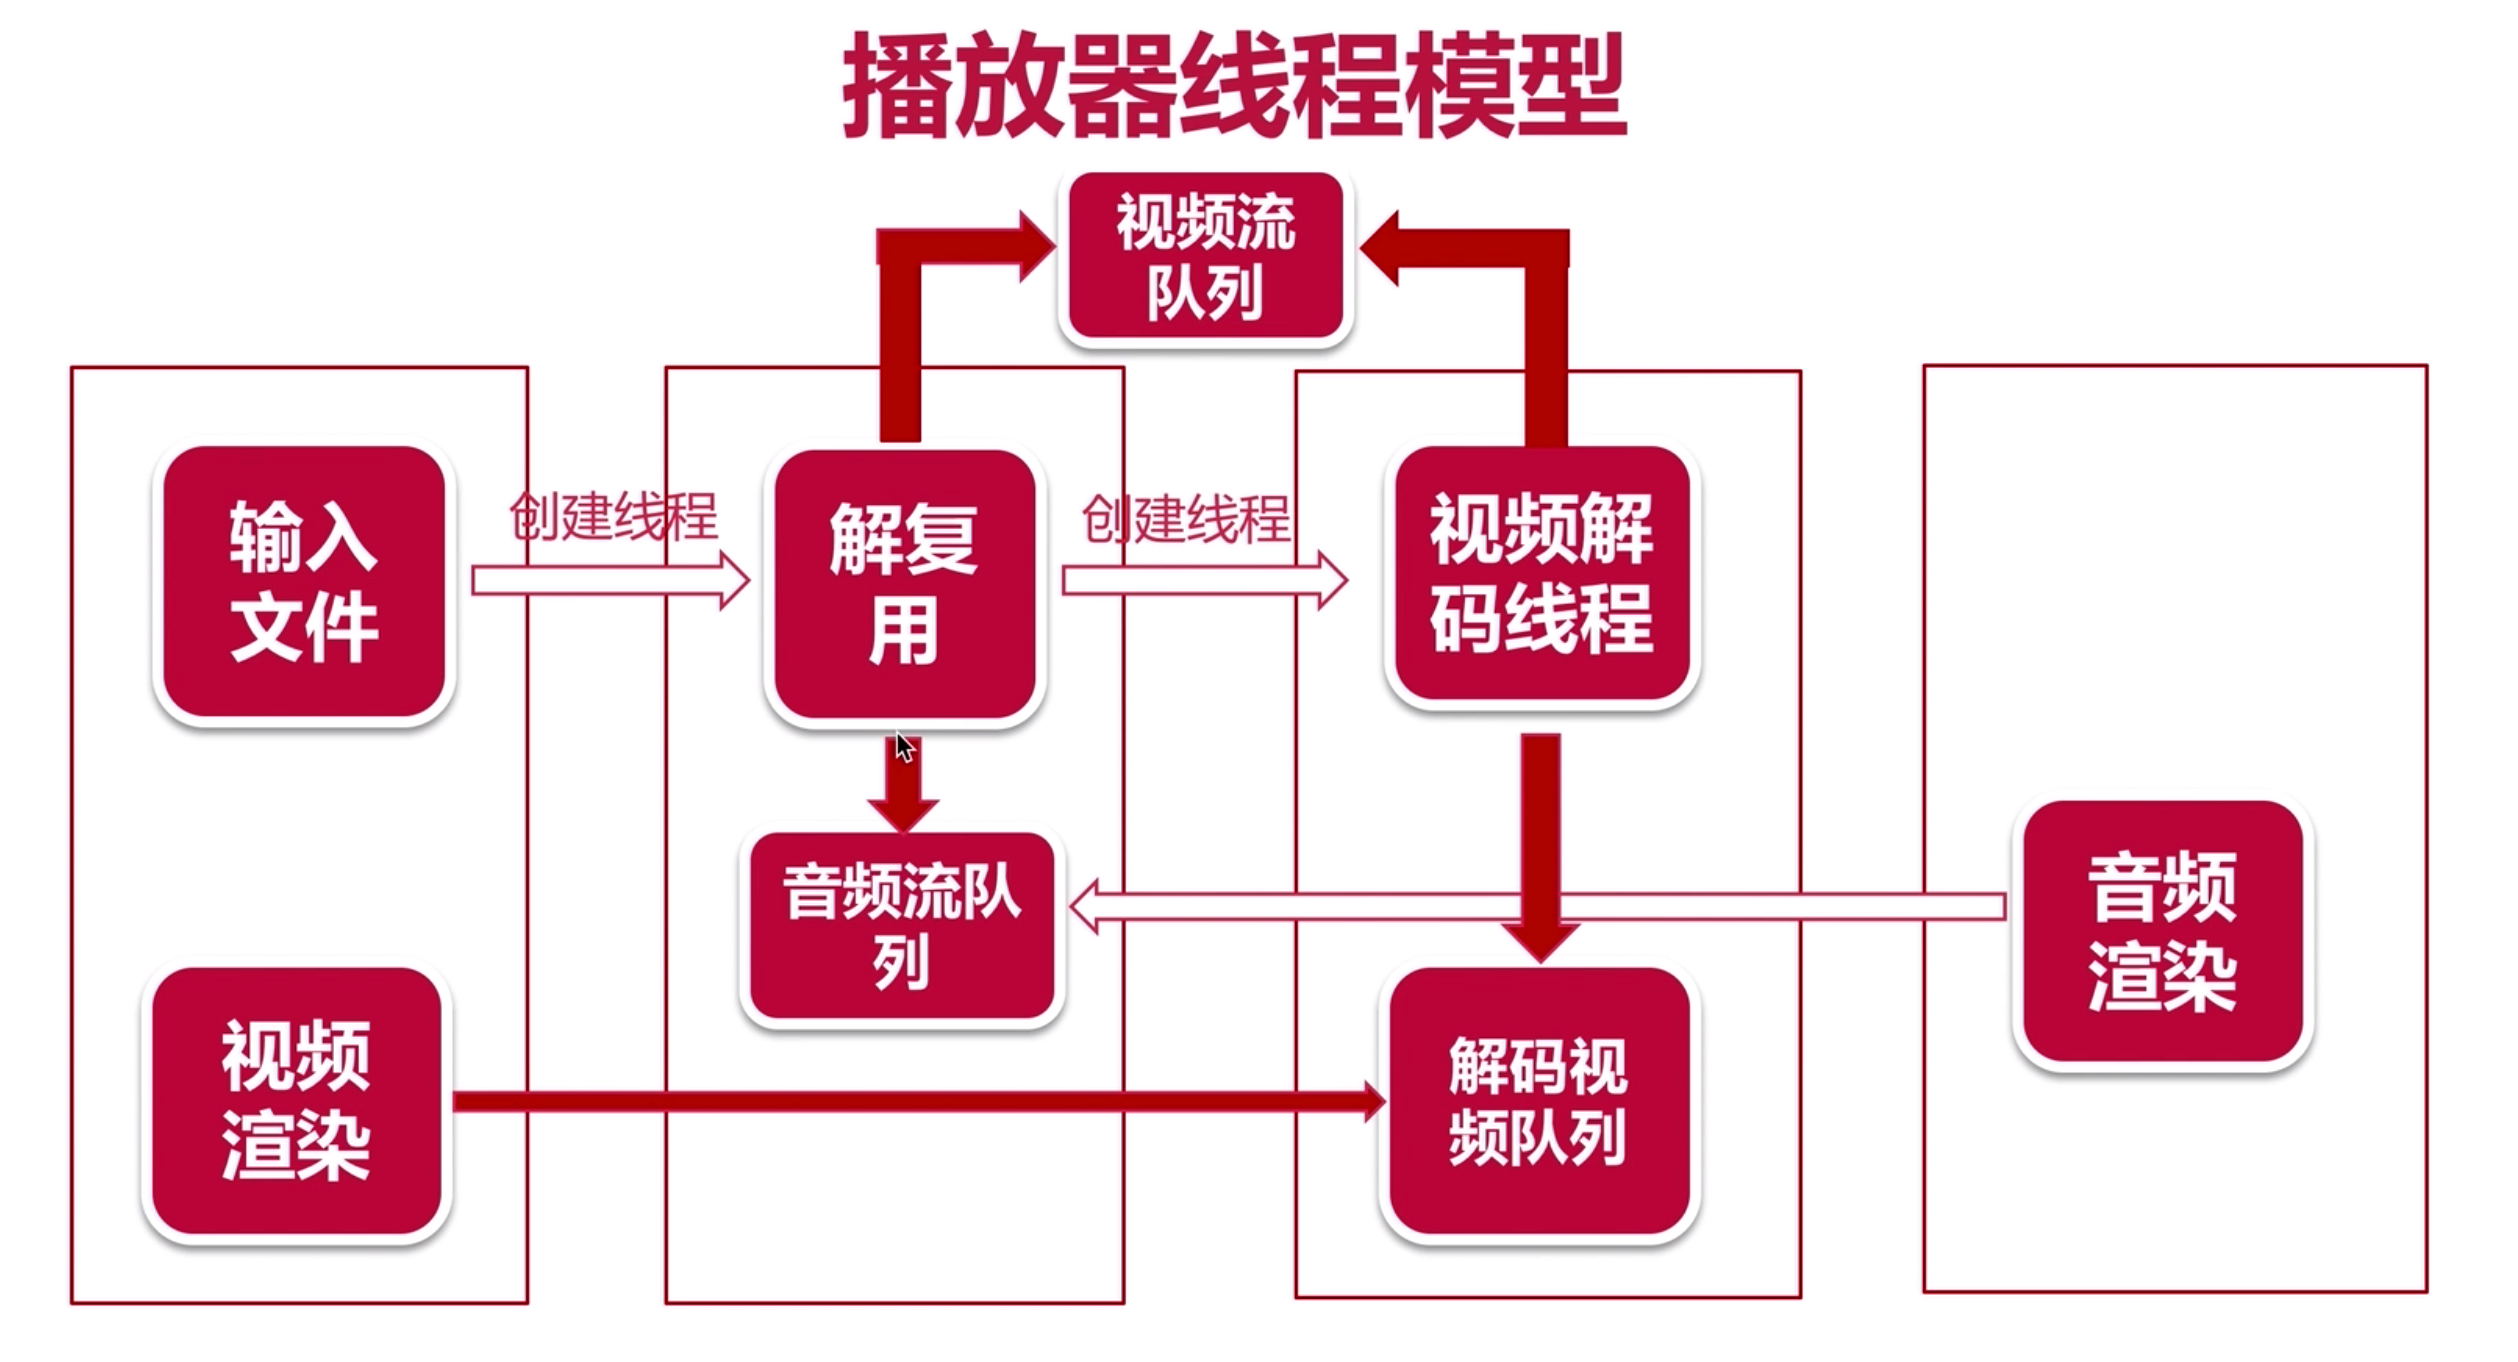 播放器线程模型
视频流
队列
输入
文件
创建线程
解复
用
创建线程
视频解
码线程
音频流队
列
音频
渲染
视频
渲染
解码视
频队列